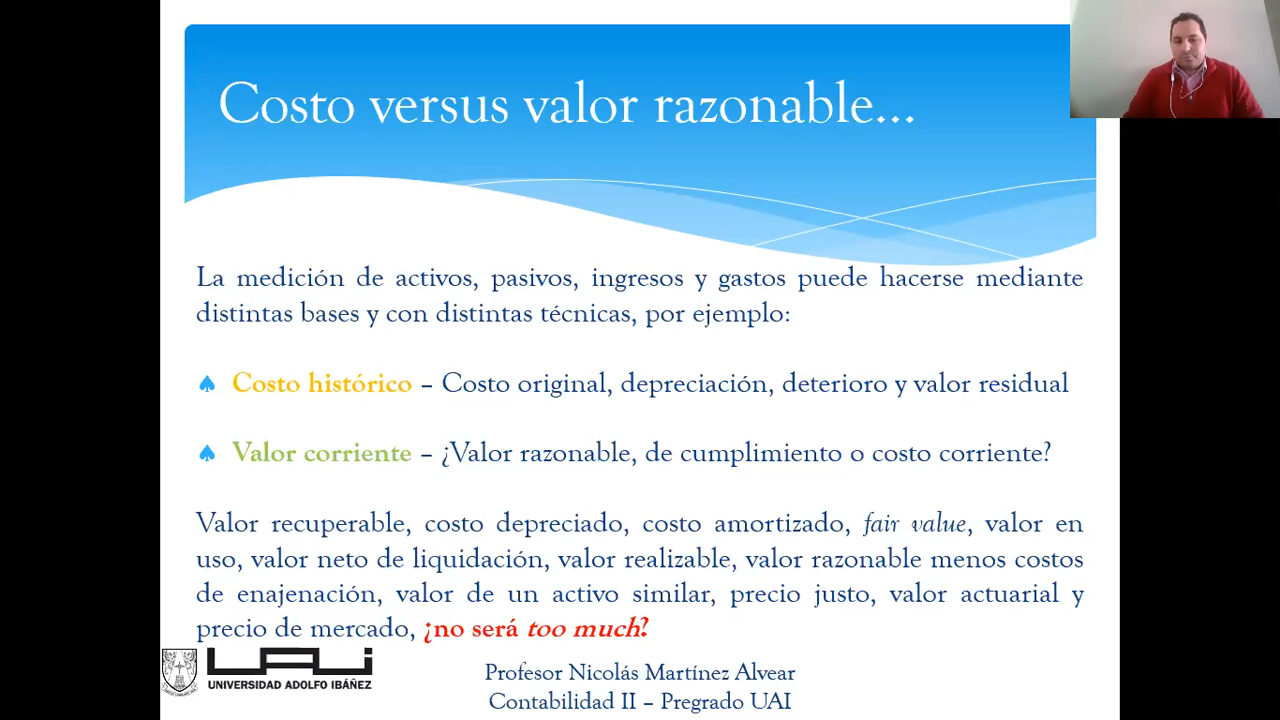 Costo versus valor razonable...
La medición de activos, pasivos, ingresos y gastos puede hacerse mediante
distintas bases y con distintas técnicas, por ejemplo:
Costo histórico – Costo original, depreciación, deterioro y valor residual
Valor corriente – ¿Valor razonable, de cumplimiento o costo corriente?
Valor recuperable, costo depreciado, costo amortizado, fair value, valor en
uso, valor neto de liquidación, valor realizable, valor razonable menos costos
de enajenación, valor de un activo similar, precio justo, valor actuarial y
precio de mercado, ¿no será too much?
UAI
UNIVERSIDAD ADOLFO IBÁÑEZ
Profesor Nicolás Martínez Alvear
Contabilidad II – Pregrado UAI